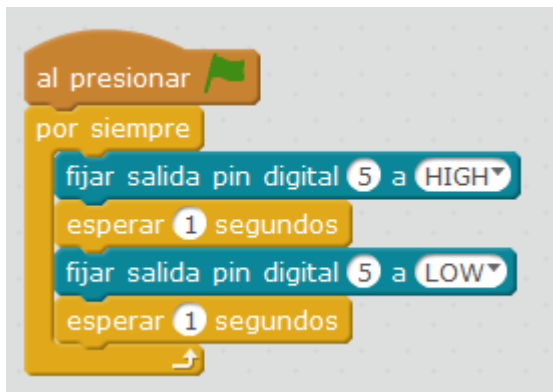 al presionar
por siempre
fijar salida pin digital 5 a HIGH
esperar 1 segundos
fijar salida pin digital 5 a LOW
esperar 1 segundos